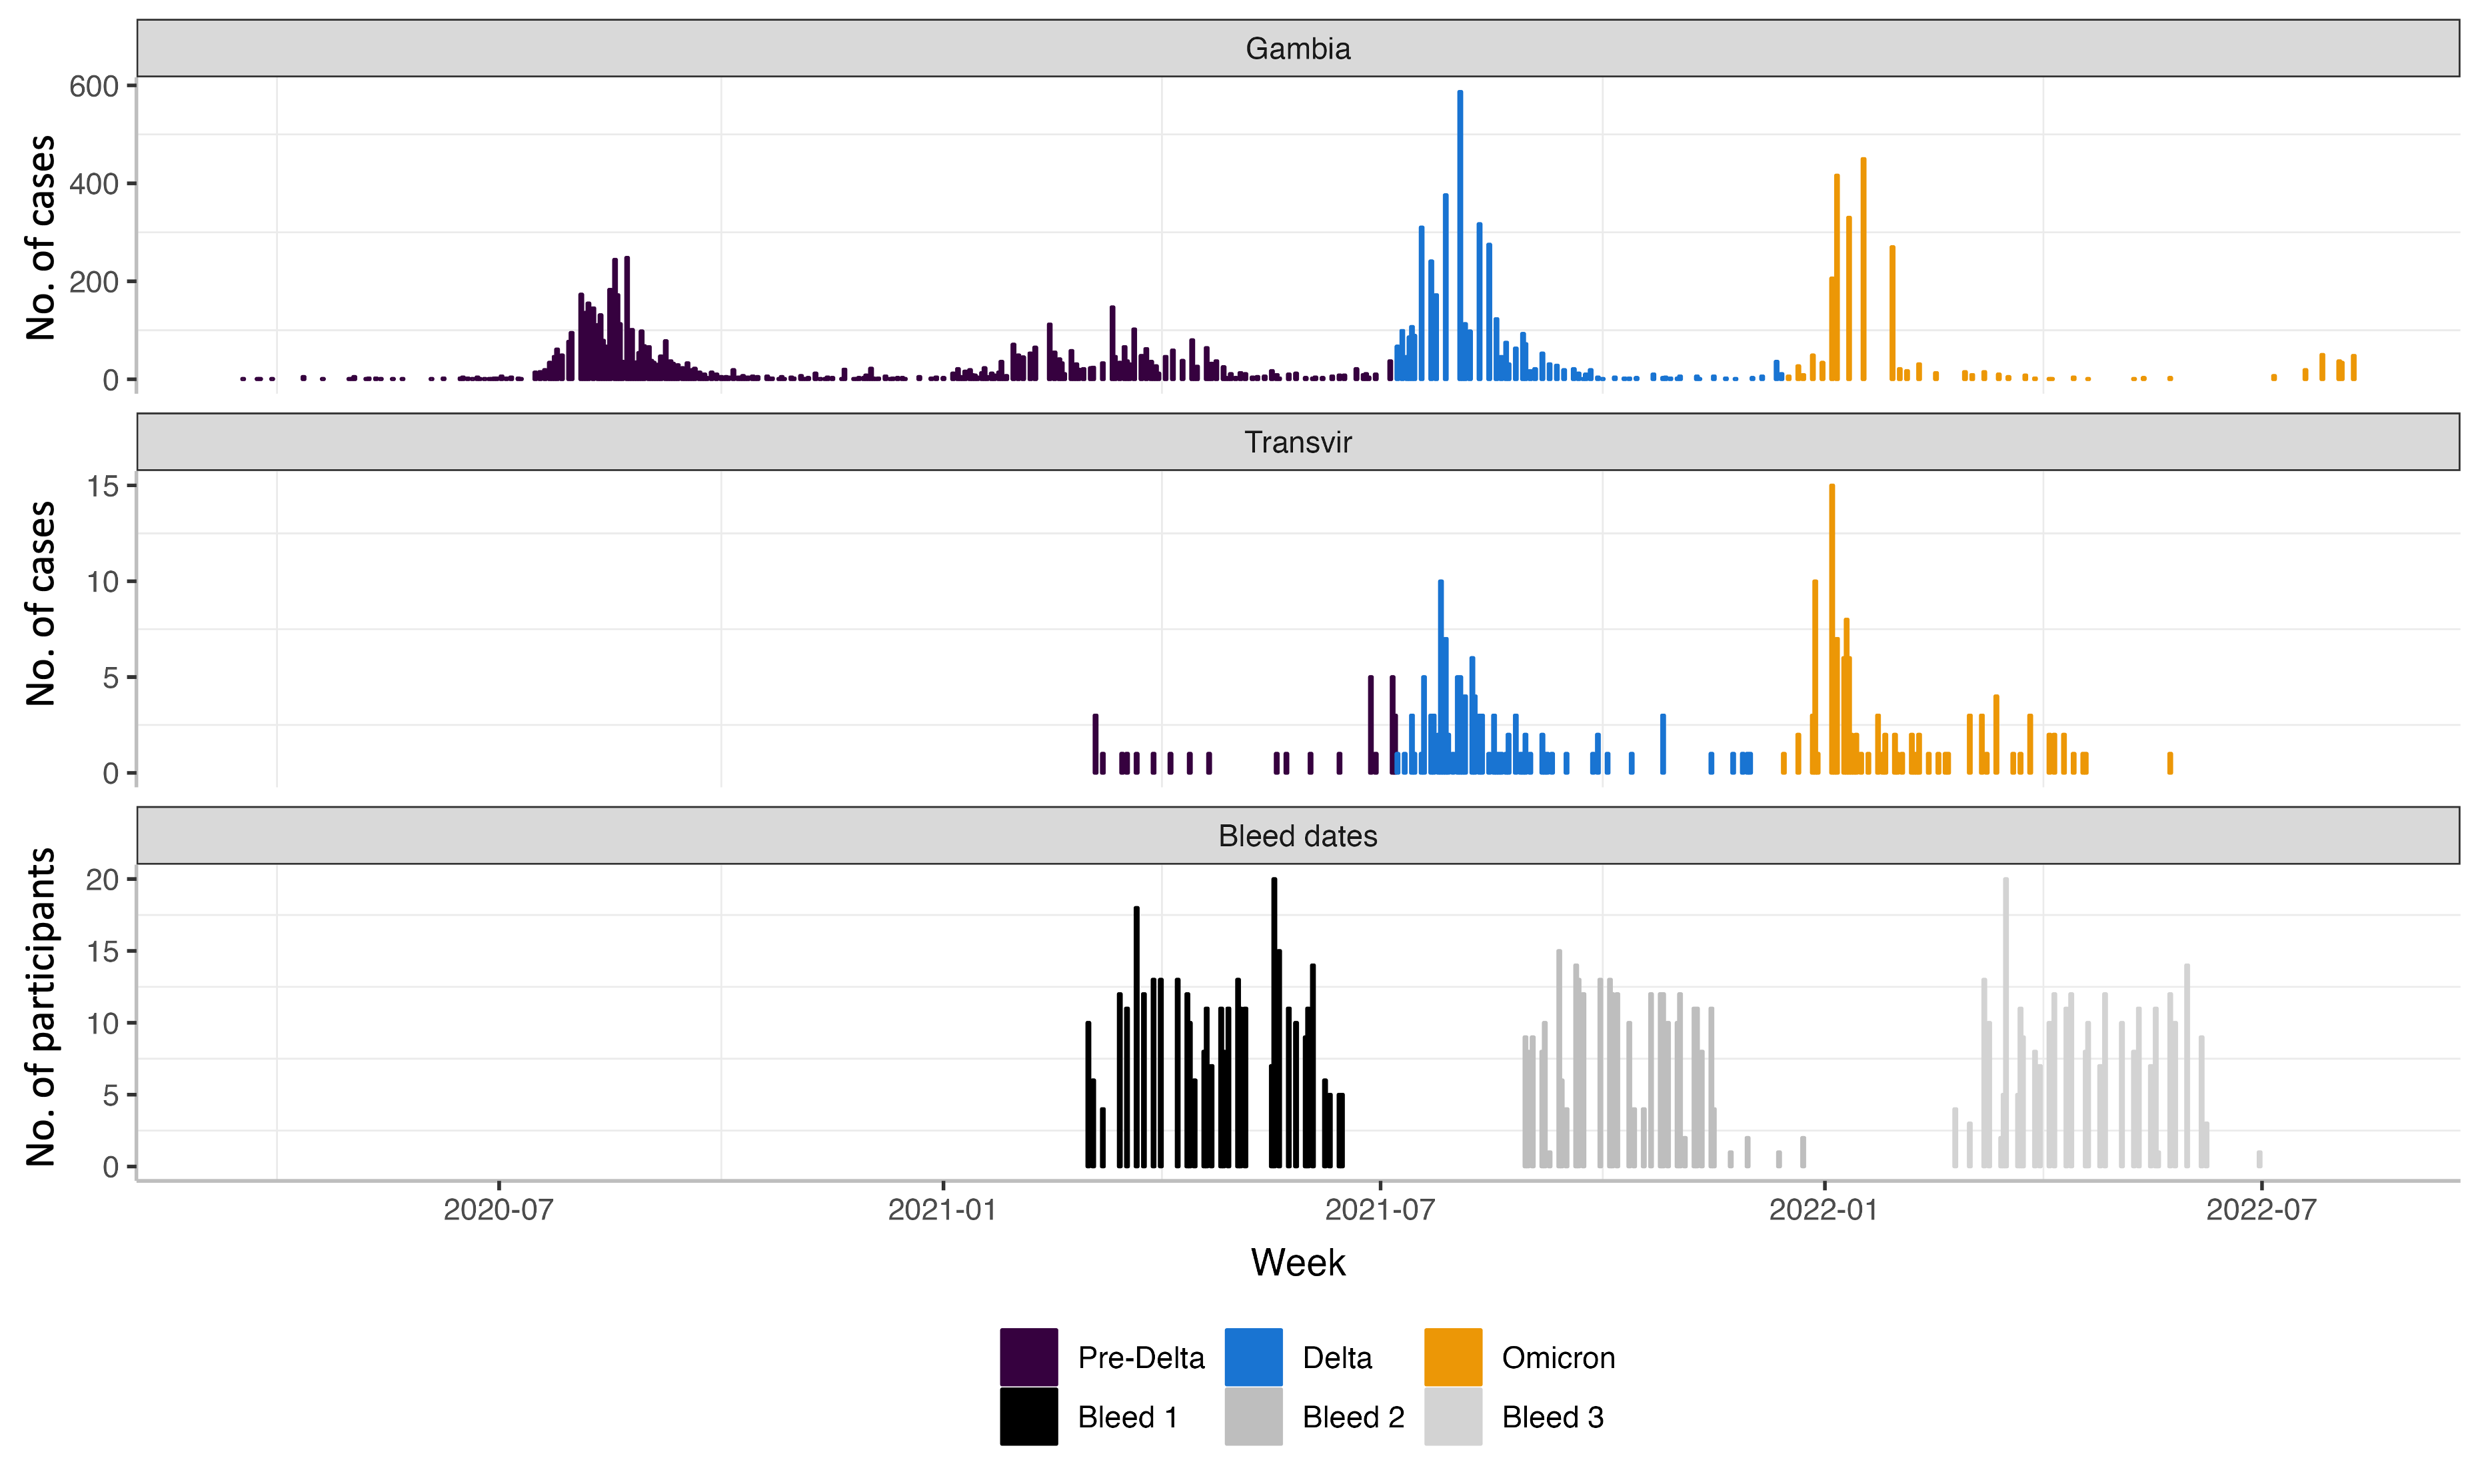 Gambia
No. of cases
600
400
200
0
Transvir
No. of cases
15
10
5
0
Bleed dates
No. of participants
20
15
10
5
0
2020-07 2021-01 2021-07 2022-01 2022-07
Week
Pre-Delta Delta Omicron
Bleed 1 Bleed 2 Bleed 3